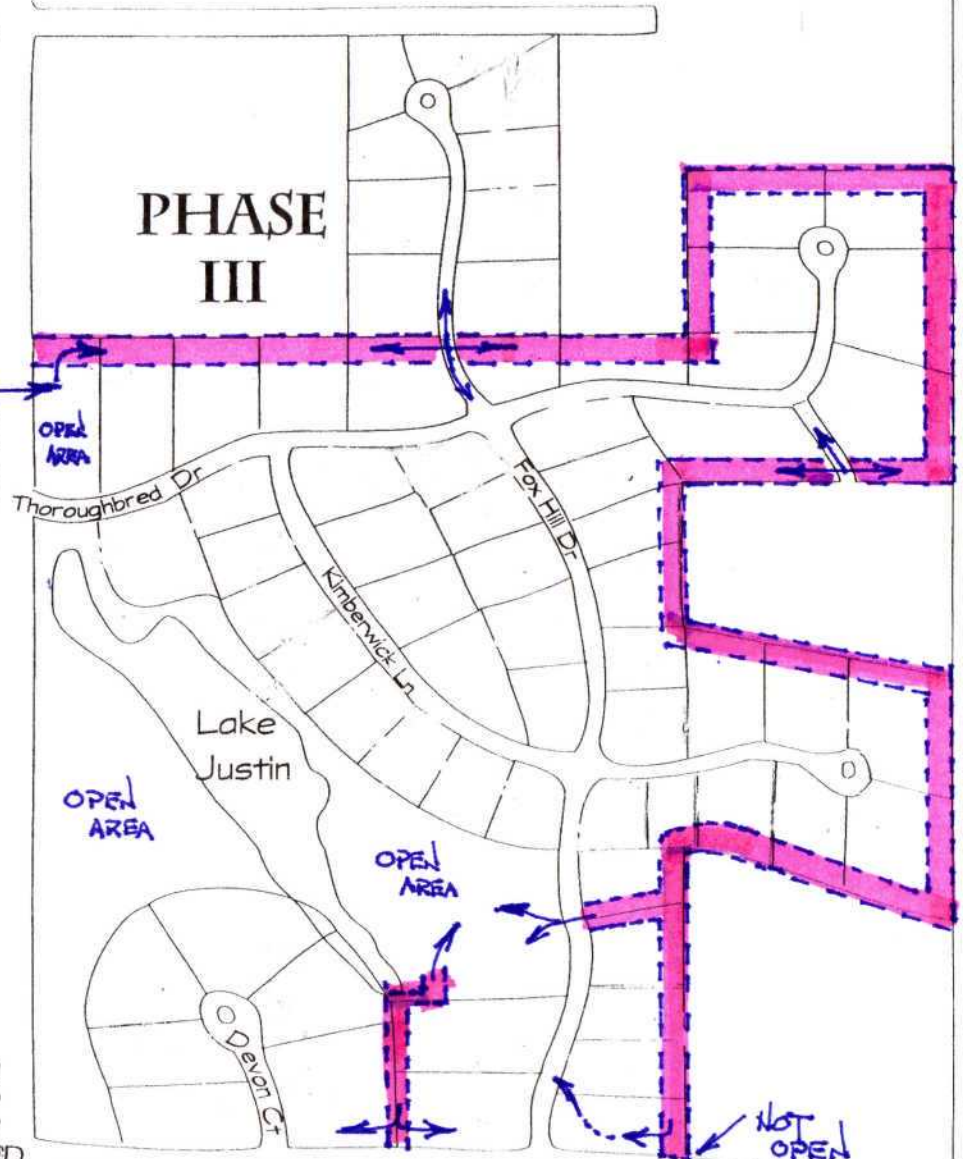 PHASE
III
OPEN
AREA
Thoroughbred Dr
Fox Hill Dr
Kimberwick Ln
Lake
Justin
OPEN
AREA
OPEN
AREA
Devon Ct
NOT
OPEN